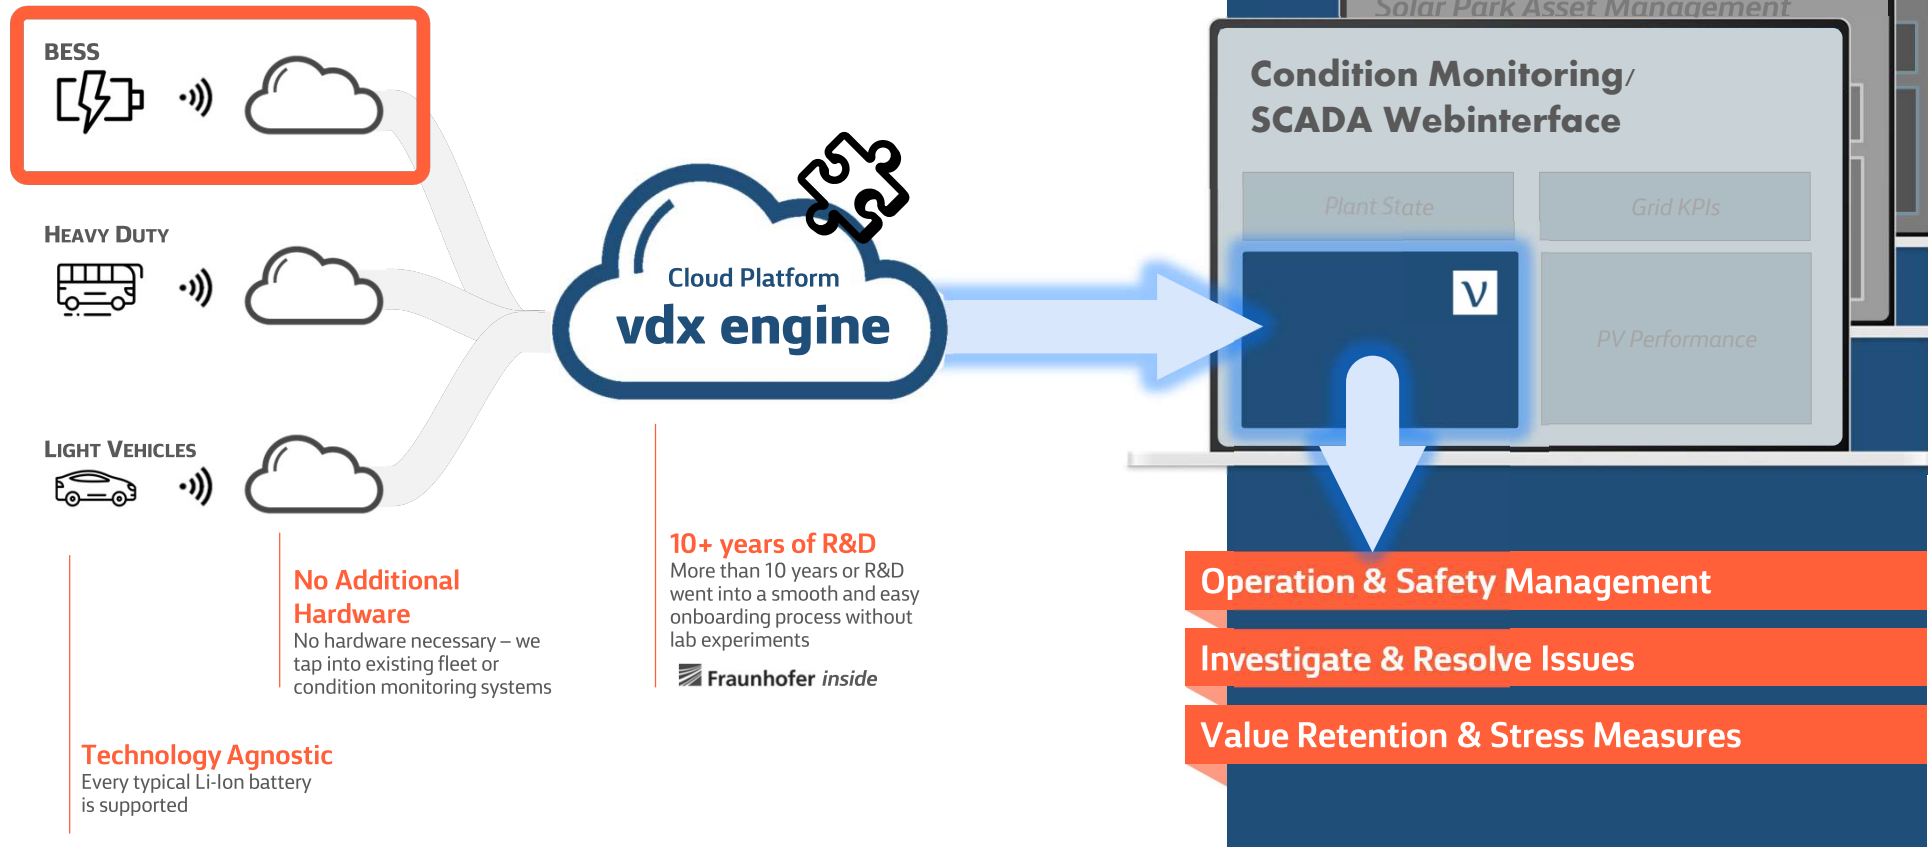 BESS
HEAVY DUTY
LIGHT VEHICLES
Technology Agnostic
Every typical Li-Ion battery
is supported
No Additional
Hardware
No hardware necessary – we
tap into existing fleet or
condition monitoring systems
Cloud Platform
vdx engine
10+ years of R&D
More than 10 years or R&D
went into a smooth and easy
onboarding process without
lab experiments
Fraunhofer inside
Solar Park Asset Management
Condition Monitoring/
SCADA Webinterface
Plant State
Grid KPIs
V
PV Performance
Operation & Safety Management
Investigate & Resolve Issues
Value Retention & Stress Measures